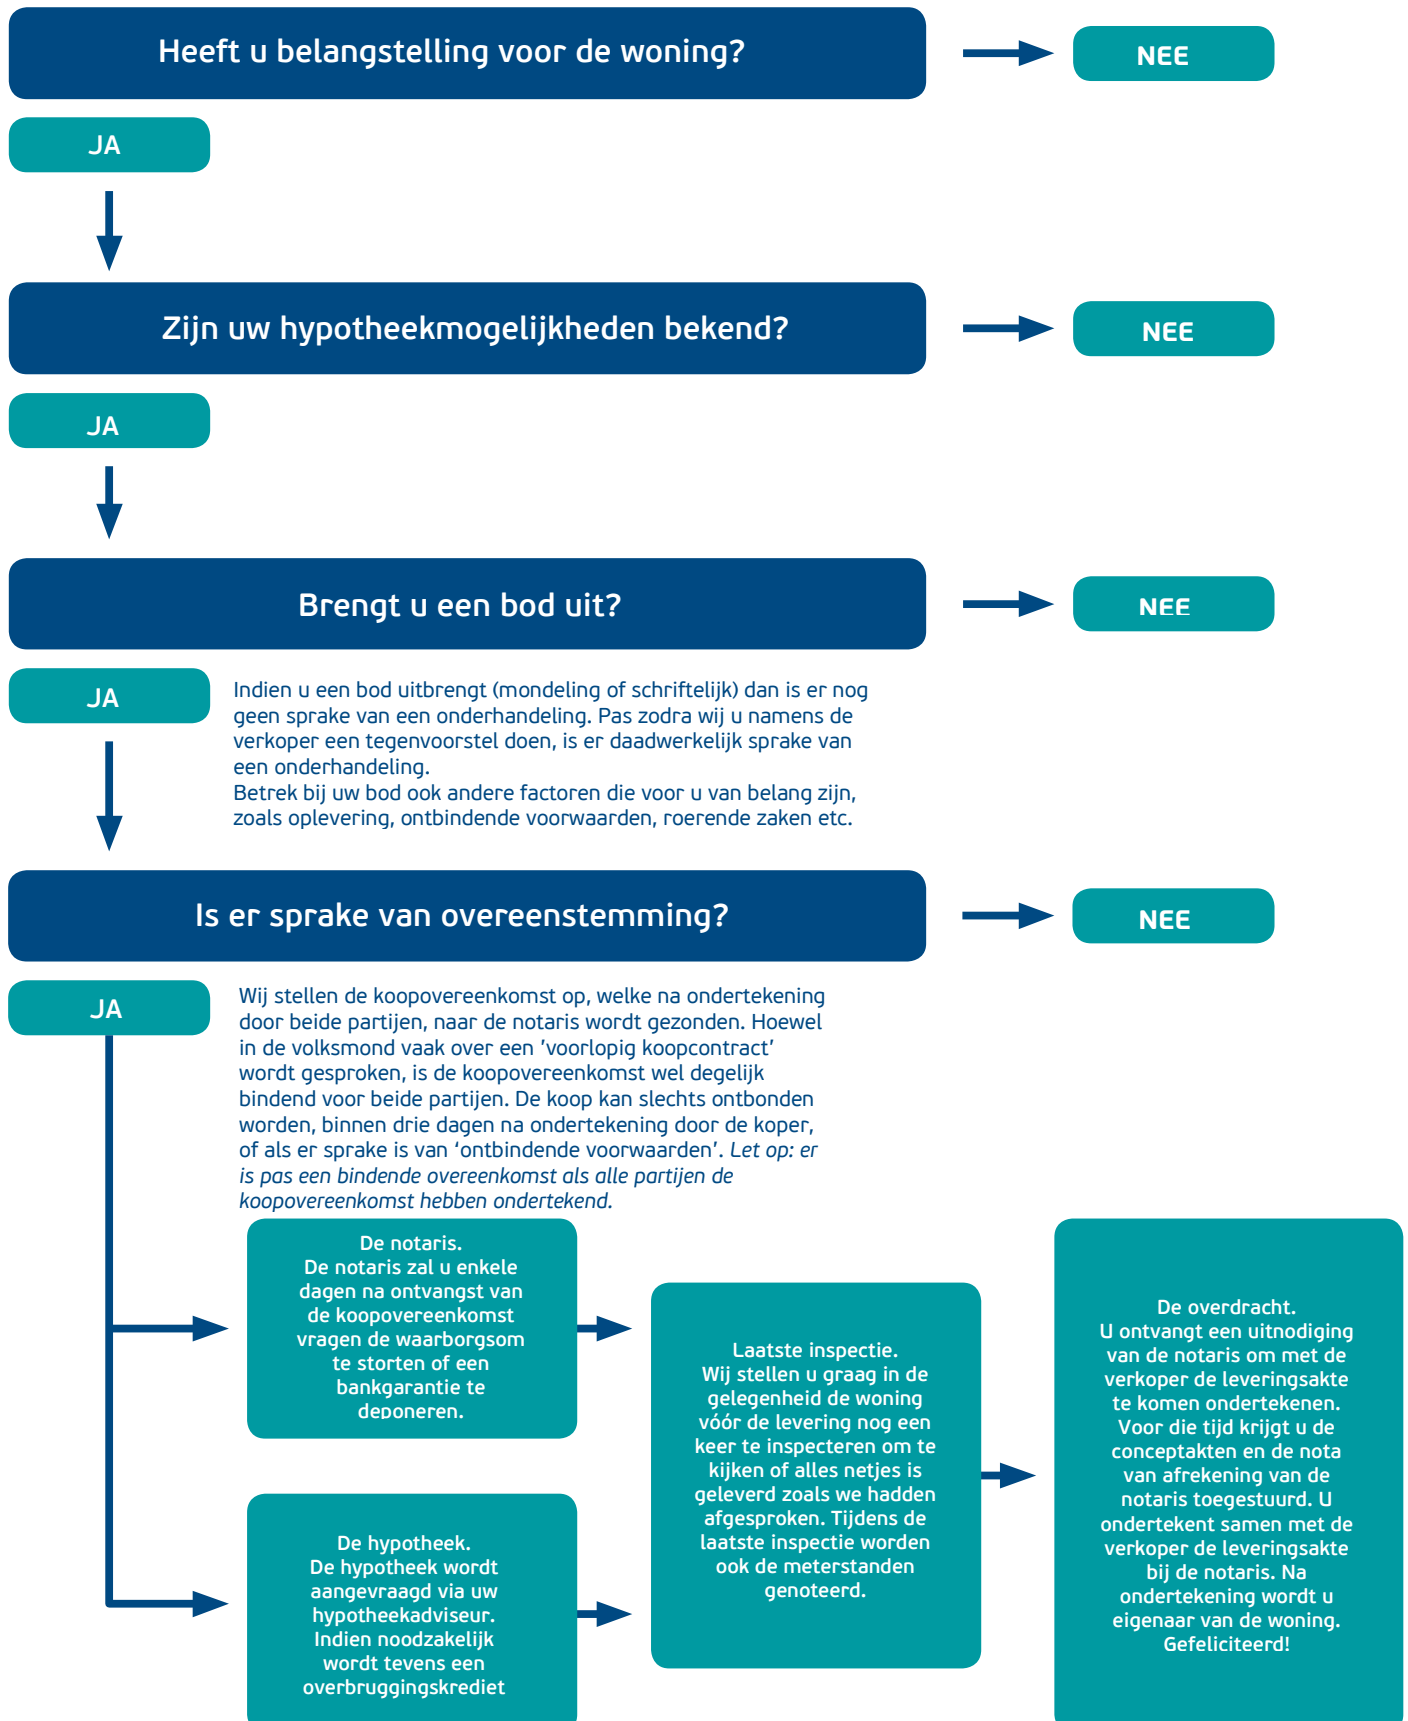 Heeft u belangstelling voor de woning?
NEE
JA
Zijn uw hypotheekmogelijkheden bekend?
NEE
JA
Brengt u een bod uit?
NEE
JA
Indien u een bod uitbrengt (mondeling of schriftelijk) dan is er nog
geen sprake van een onderhandeling. Pas zodra wij u namens de
verkoper een tegenvoorstel doen, is er daadwerkelijk sprake van
een onderhandeling.
Betrek bij uw bod ook andere factoren die voor u van belang zijn,
zoals oplevering, ontbindende voorwaarden, roerende zaken etc.
Is er sprake van overeenstemming?
NEE
JA
Wij stellen de koopovereenkomst op, welke na ondertekening
door beide partijen, naar de notaris wordt gezonden. Hoewel
in de volksmond vaak over een 'voorlopig koopcontract'
wordt gesproken, is de koopovereenkomst wel degelijk
bindend voor beide partijen. De koop kan slechts ontbonden
worden, binnen drie dagen na ondertekening door de koper,
of als er sprake is van ‘ontbindende voorwaarden’. Let op: er
is pas een bindende overeenkomst als alle partijen de
koopovereenkomst hebben ondertekend.
De notaris.
De notaris zal u enkele
dagen na ontvangst van
de koopovereenkomst
vragen de waarborgsom
te storten of een
bankgarantie te
deponeren.
De hypotheek.
De hypotheek wordt
aangevraagd via uw
hypotheekadviseur.
Indien noodzakelijk
wordt tevens een
overbruggingskrediet
Laatste inspectie.
Wij stellen u graag in de
gelegenheid de woning
vóór de levering nog een
keer te inspecteren om te
kijken of alles netjes is
geleverd zoals we hadden
afgesproken. Tijdens de
laatste inspectie worden
ook de meterstanden
genoteerd.
De overdracht.
U ontvangt een uitnodiging
van de notaris om met de
verkoper de leveringsakte
te komen ondertekenen.
Voor die tijd krijgt u de
conceptakten en de nota
van afrekening van de
notaris toegestuurd. U
ondertekent samen met de
verkoper de leveringsakte
bij de notaris. Na
ondertekening wordt u
eigenaar van de woning.
Gefeliciteerd!